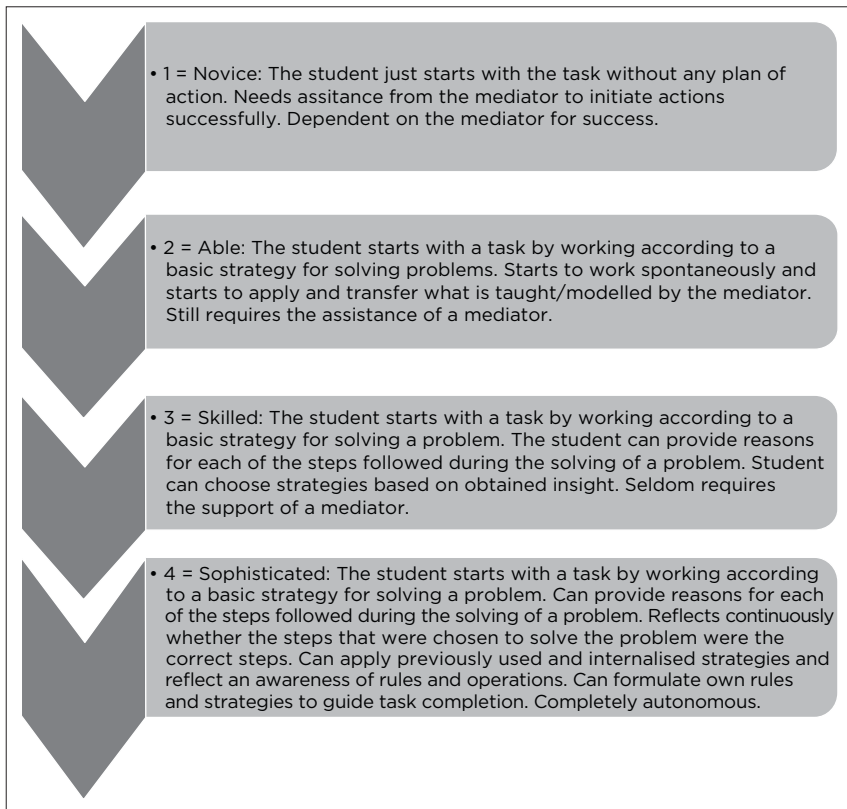 • 1 = Novice: The student just starts with the task without any plan of
action. Needs assitance from the mediator to initiate actions
successfully. Dependent on the mediator for success.
• 2 = Able: The student starts with a task by working according to a
basic strategy for solving problems. Starts to work spontaneously and
starts to apply and transfer what is taught/modelled by the mediator.
Still requires the assistance of a mediator.
• 3 = Skilled: The student starts with a task by working according to a
basic strategy for solving a problem. The student can provide reasons
for each of the steps followed during the solving of a problem. Student
can choose strategies based on obtained insight. Seldom requires
the support of a mediator.
• 4 = Sophisticated: The student starts with a task by working according
to a basic strategy for solving a problem. Can provide reasons for each
of the steps followed during the solving of a problem. Reflects continuously
whether the steps that were chosen to solve the problem were the
correct steps. Can apply previously used and internalised strategies and
reflect an awareness of rules and operations. Can formulate own rules
and strategies to guide task completion. Completely autonomous.